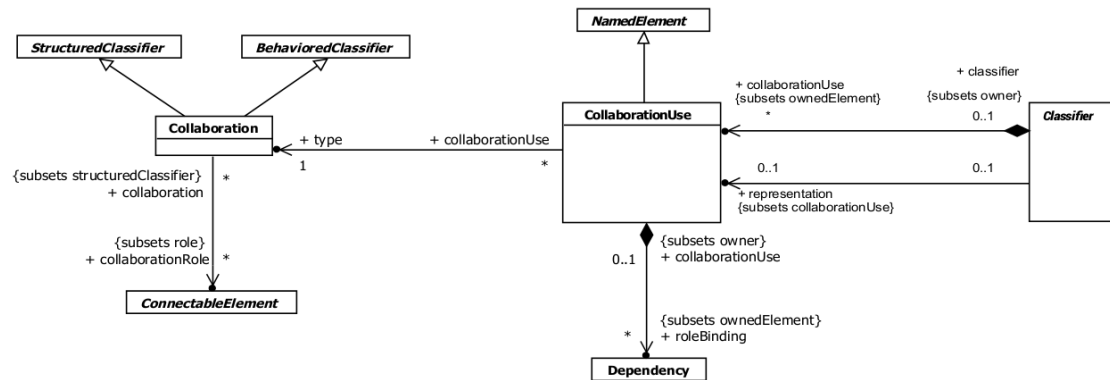 NamedElement
StructuredClassifier
BehavioredClassifier
+ classifier
+ collaborationUse
{subsets ownedElement}
{subsets owner}
*
0..1
Collaboration
CollaborationUse
Classifier
+ type
+ collaborationUse
1
*
{subsets structuredClassifier}
*
+ collaboration
0..1
0..1
+ representation
{subsets collaborationUse}
{subsets role}
+ collaborationRole
*
{subsets owner}
0..1
+ collaborationUse
ConnectableElement
{subsets ownedElement}
*
+ roleBinding
Dependency